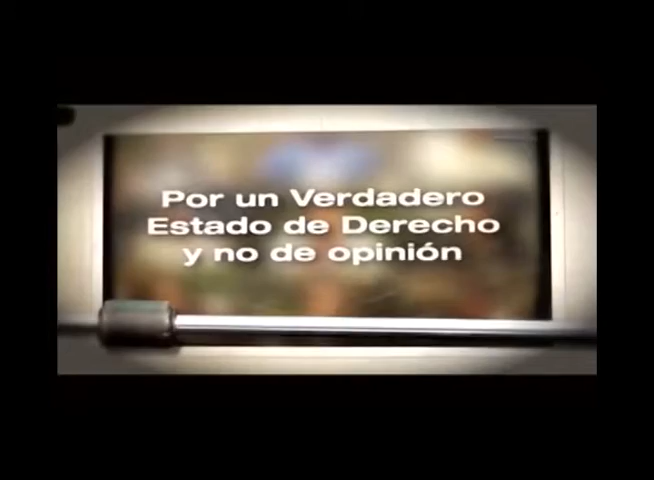 Por un Verdadero
Estado de Derecho
y no de opinión